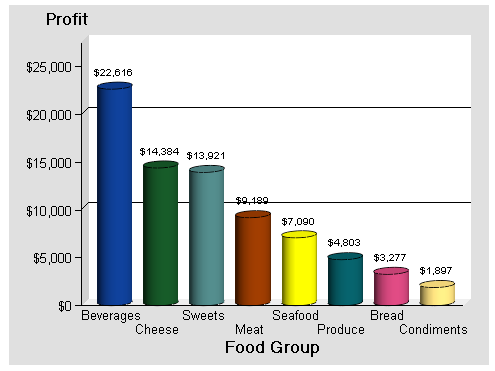 Profit
$25,000
$20,000
$15,000
$10,000
$5,000
$0
$22,616
$14,384
$13,921
$9,189
$7,090
$4,803
$3,277
$1,897
Beverages
Cheese
Sweets
Meat
Seafood
Produce
Bread
Condiments
Food Group